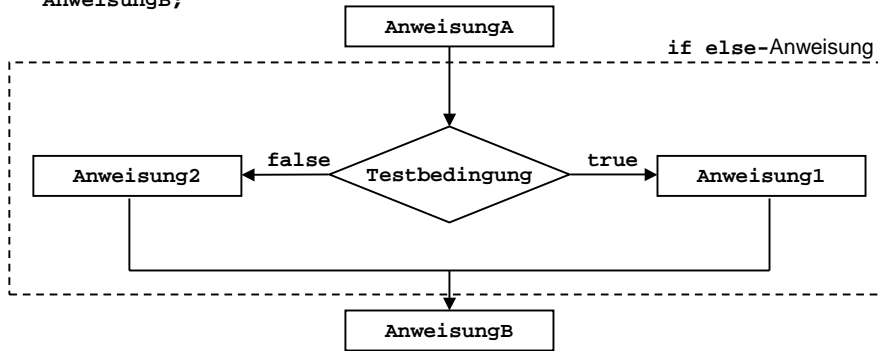 AnweisungB;
AnweisungA
if else-Anweisung
false
true
Anweisung2
Testbedingung
Anweisung1
AnweisungB